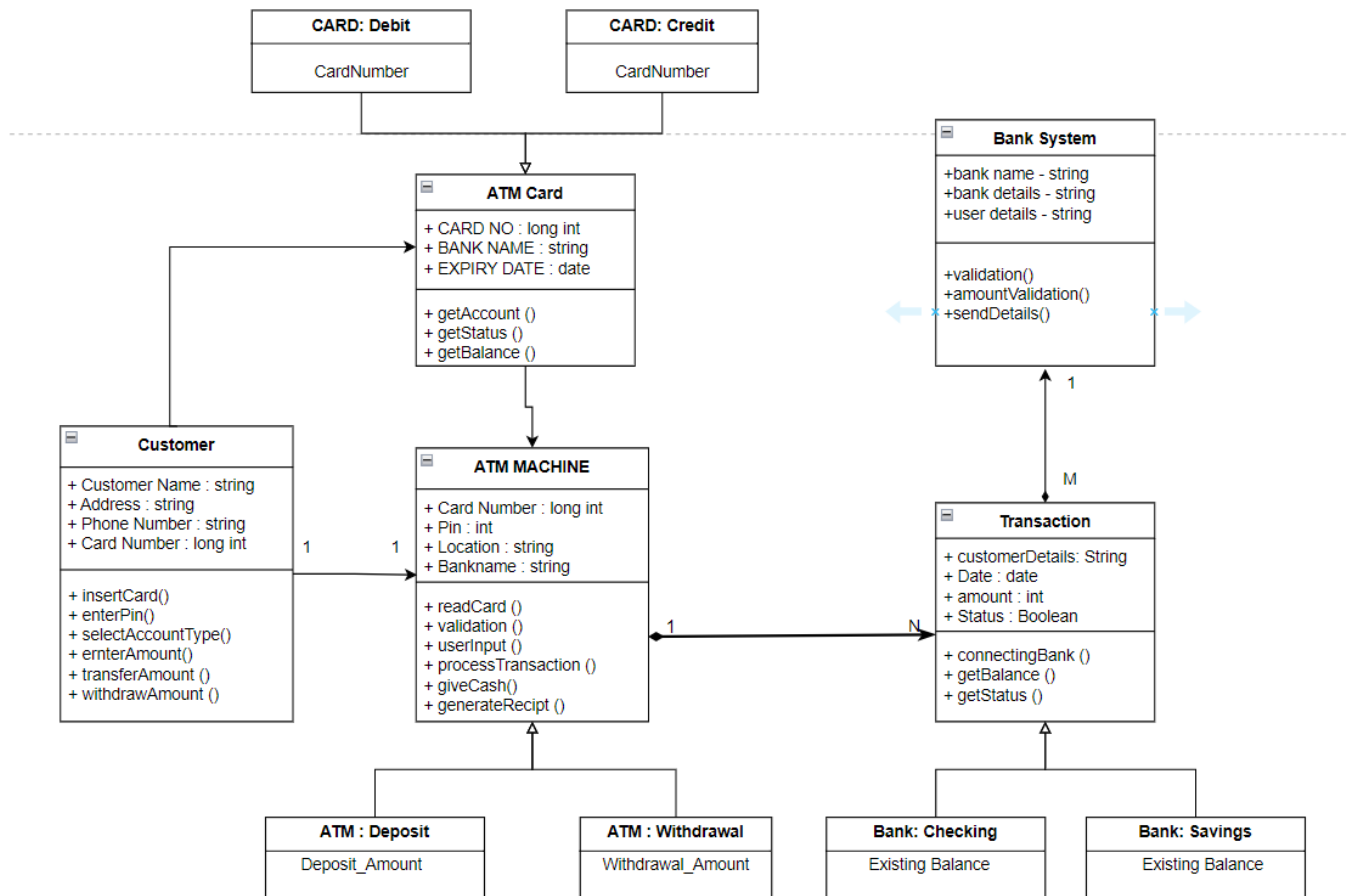 CARD: Debit
CardNumber
CARD: Credit
CardNumber
Bank System
+bank name - string
+bank details - string
+user details - string
+validation()
+amountValidation()
+sendDetails()
ATM Card
+ CARD NO : long int
+ BANK NAME : string
+ EXPIRY DATE : date
+ getAccount ()
+ getStatus ()
+ getBalance ()
Customer
+ Customer Name : string
+ Address : string
+ Phone Number : string
+ Card Number : long int
+ insertCard()
+ enterPin()
+ selectAccountType()
+ ernterAmount()
+ transferAmount ()
+ withdrawAmount ()
1
1
ATM MACHINE
+ Card Number : long int
+ Pin : int
+ Location : string
+ Bankname : string
+ readCard ()
+ validation ()
+ userInput ()
+ processTransaction ()
+ giveCash()
+ generateRecipt ()
1
N
1
M
Transaction
+ customerDetails: String
+ Date : date
+ amount : int
+ Status : Boolean
+ connectingBank ()
+ getBalance ()
+ getStatus ()
ATM : Deposit
Deposit_Amount
ATM : Withdrawal
Withdrawal_Amount
Bank: Checking
Existing Balance
Bank: Savings
Existing Balance